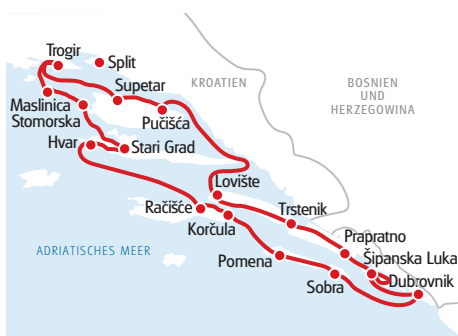 Trogir
Split
Supetar
KROATIEN
BOSNIEN
UND
HERZEGOWINA
Maslinica
Stomorska
Pučišća
Hvar
Stari Grad
Lovište
Račišće
Trstenik
Korčula
Prapratno
ADRIATISCHES MEER
Pomena
Šipanska Luka
Sobra
Dubrovnik